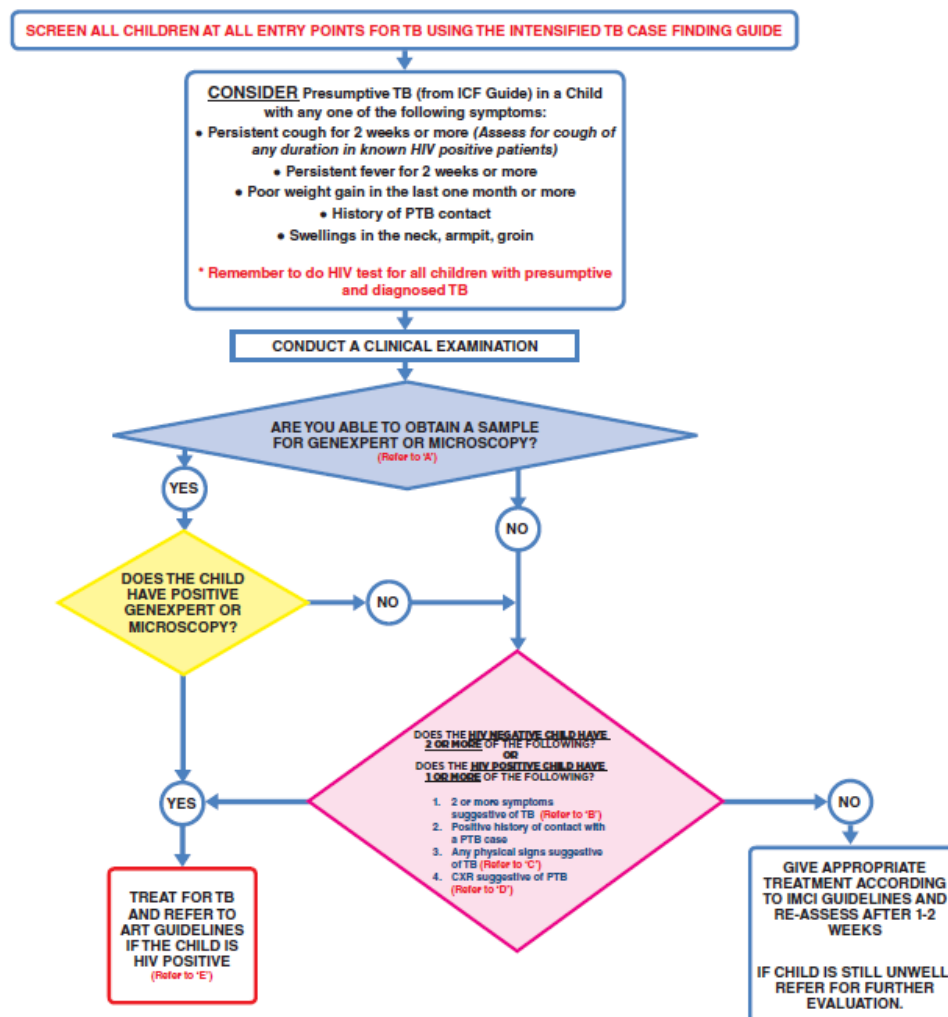 SCREEN ALL CHILDREN AT ALL ENTRY POINTS FOR TB USING THE INTENSIFIED TB CASE FINDING GUIDE
CONSIDER Presumptive TB (from ICF Guide) in a Child
with any one of the following symptoms:
● Persistent cough for 2 weeks or more (Assess for cough of
any duration in known HIV positive patients)
● Persistent fever for 2 weeks or more
● Poor weight gain in the last one month or more
● History of PTB contact
● Swellings in the neck, armpit, groin
* Remember to do HIV test for all children with presumptive
and diagnosed TB
CONDUCT A CLINICAL EXAMINATION
ARE YOU ABLE TO OBTAIN A SAMPLE
FOR GENEXPERT OR MICROSCOPY?
(Refer to 'A')
YES
NO
DOES THE CHILD
HAVE POSITIVE
GENEXPERT OR
MICROSCOPY?
NO
DOES THE HIV NEGATIVE CHILD HAVE
2 OR MORE OF THE FOLLOWING?
OR
DOES THE HIV POSITIVE CHILD HAVE
1 OR MORE OF THE FOLLOWING?
1. 2 or more symptoms
suggestive of TB (Refer to 'B')
2. Positive history of contact with
a PTB case
3. Any physical signs suggestive
of TB (Refer to 'C')
4. CXR suggestive of PTB
(Refer to 'D')
YES
NO
TREAT FOR TB
AND REFER TO
ART GUIDELINES
IF THE CHILD IS
HIV POSITIVE
(Refer to 'E')
GIVE APPROPRIATE
TREATMENT ACCORDING
TO IMCI GUIDELINES AND
RE-ASSESS AFTER 1-2
WEEKS
IF CHILD IS STILL UNWELL
REFER FOR FURTHER
EVALUATION.